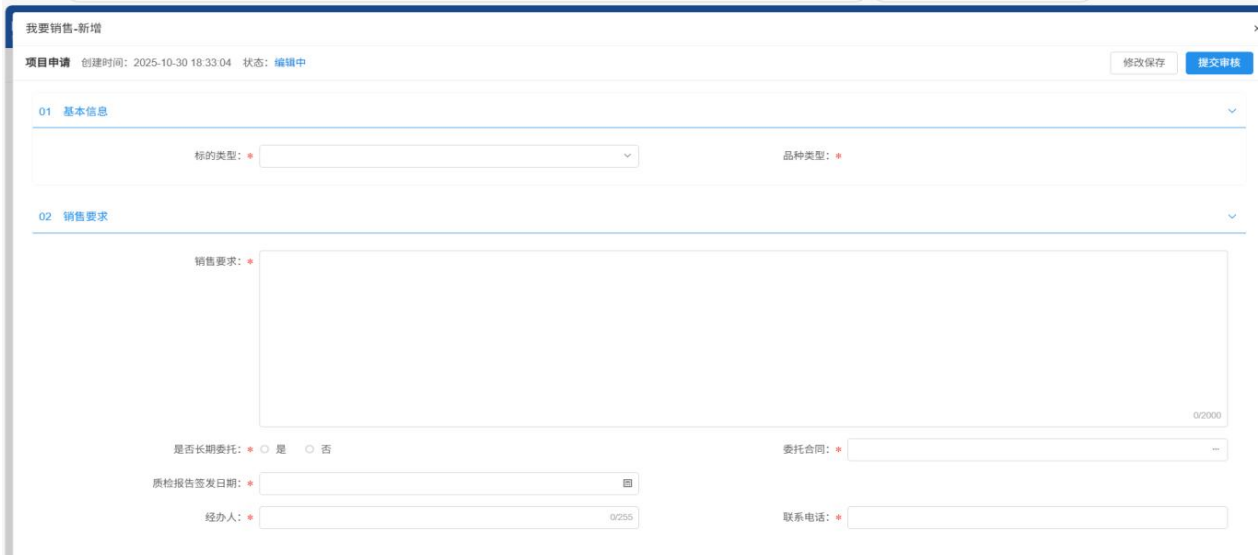 我要销售-新增
项目申请 创建时间：2025-10-30 18:33:04 状态：编辑中 修改保存 提交审核
01 基本信息
标的类型：* 品种类型：*
02 销售要求
销售要求：*
0/2000
是否长期委托：* 是 否 委托合同：*
质检报告签发日期：*
经办人：* 0/255 联系电话：*